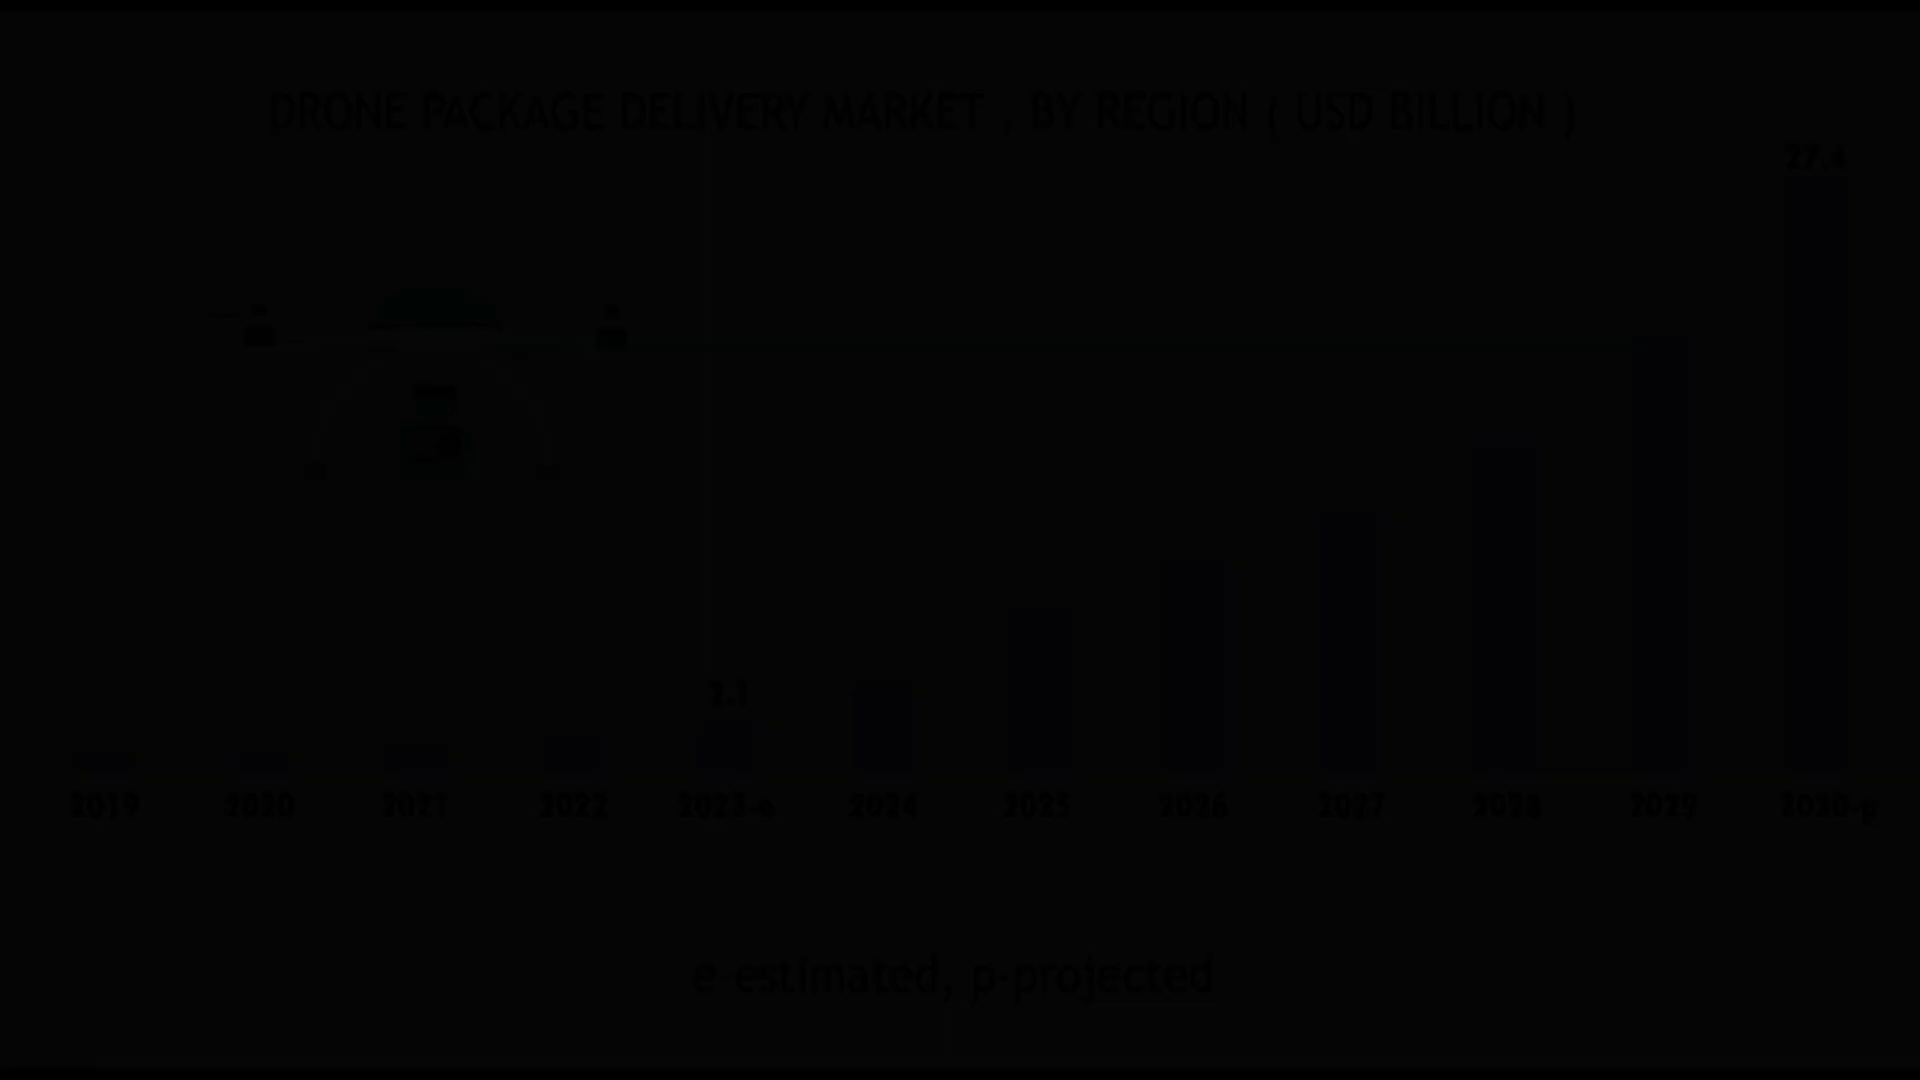 DRONE PACKAGE DELIVERY MARKET , BY REGION ( USD BILLION )
27.4
2.1
2019 2020 2021 2022 2023-e 2024 2025 2026 2027 2028 2029 2030-p
e-estimated, p-projected